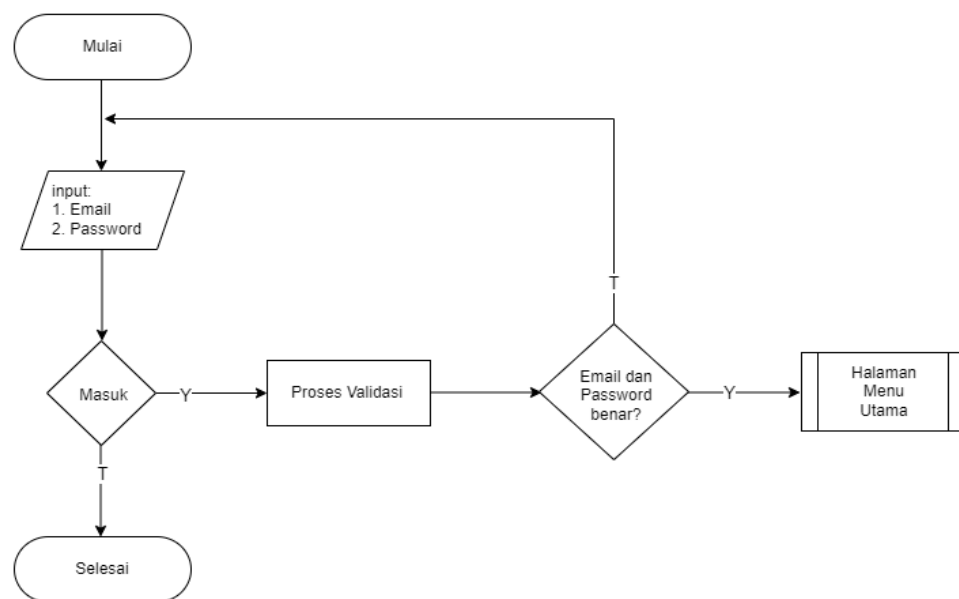 Mulai
input:
1. Email
2. Password
T
Masuk
Y
Proses Validasi
Email dan
Password
benar?
Y
Halaman
Menu
Utama
T
Selesai